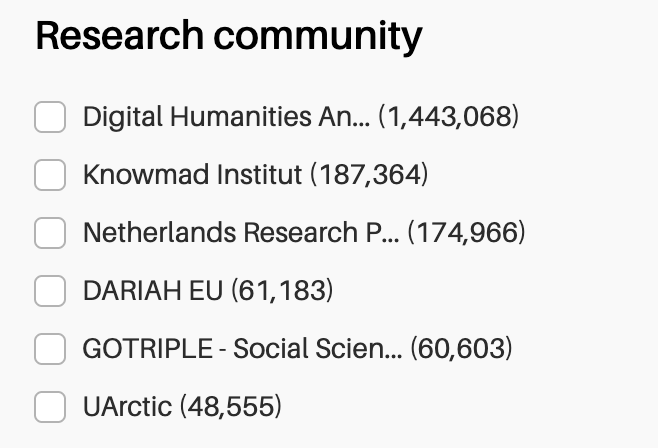 Research community
Digital Humanities An... (1,443,068)
Knowmad Institut (187,364)
Netherlands Research P... (174,966)
DARIAH EU (61,183)
GOTRIPLE - Social Scien... (60,603)
UArctic (48,555)